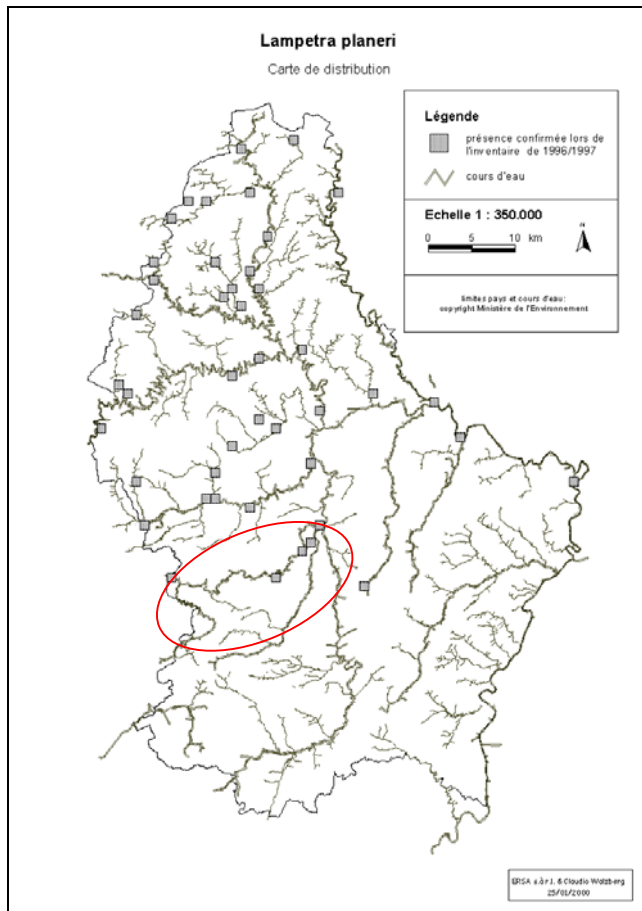 Lampetra planeri
Carte de distribution
Légende
présence confirmée lors de
l'inventaire de 1996/1997
cours d'eau
Echelle 1 : 350.000
0 5 10 km
N
limites pays et cours d'eau:
copyright Ministère de l'Environnement
ERSA s.à r.l. & Claudio Walzberg
25/01/2000